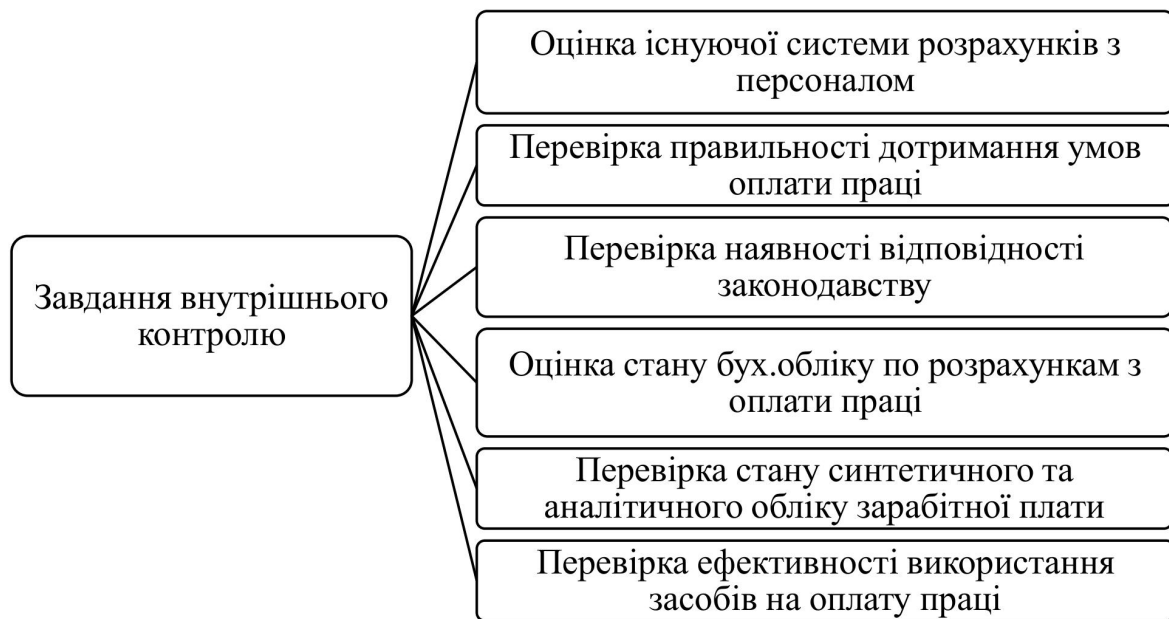 Оцінка існуючої системи розрахунків з
персоналом
Перевірка правильності дотримання умов
оплати праці
Перевірка наявності відповідності
законодавству
Завдання внутрішнього
контролю
Оцінка стану бух.обліку по розрахункам з
оплати праці
Перевірка стану синтетичного та
аналітичного обліку зарабітної плати
Перевірка ефективності використання
засобів на оплату праці